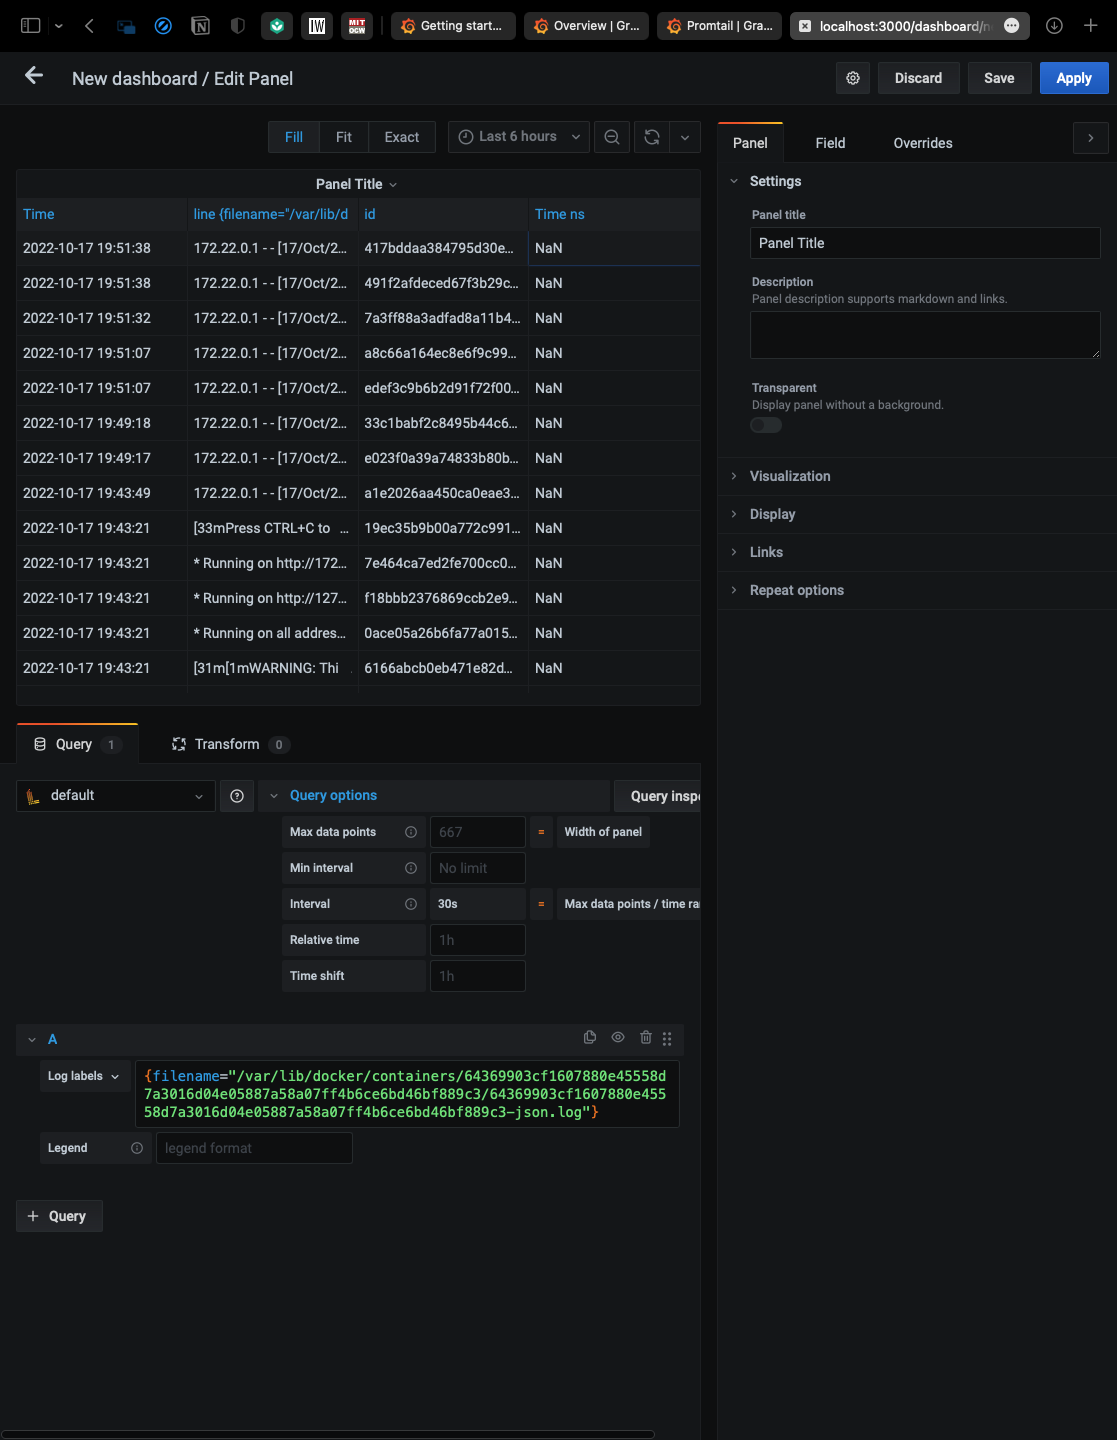 Getting start...
Overview | Gr...
Promtail | Gra...
localhost:3000/dashboard/n
New dashboard / Edit Panel
Discard
Save
Apply
Fill
Fit
Exact
Last 6 hours
Panel
Field
Overrides
Panel Title
Time
line {filename="/var/lib/d
id
Time ns
2022-10-17 19:51:38
172.22.0.1 - - [17/Oct/2...
417bddaa384795d30e...
NaN
2022-10-17 19:51:38
172.22.0.1 - - [17/Oct/2...
491f2afdeced67f3b29c...
NaN
2022-10-17 19:51:32
172.22.0.1 - - [17/Oct/2...
7a3ff88a3adfad8a11b4...
NaN
2022-10-17 19:51:07
172.22.0.1 - - [17/Oct/2...
a8c66a164ec8e6f9c99...
NaN
2022-10-17 19:51:07
172.22.0.1 - - [17/Oct/2...
edef3c9b6b2d91f72f00...
NaN
2022-10-17 19:49:18
172.22.0.1 - - [17/Oct/2...
33c1babf2c8495b44c6...
NaN
2022-10-17 19:49:17
172.22.0.1 - - [17/Oct/2...
e023f0a39a74833b80b...
NaN
2022-10-17 19:43:49
172.22.0.1 - - [17/Oct/2...
a1e2026aa450ca0eae3...
NaN
2022-10-17 19:43:21
[33mPress CTRL+C to ...
19ec35b9b00a772c991...
NaN
2022-10-17 19:43:21
* Running on http://172...
7e464ca7ed2fe700cc0...
NaN
2022-10-17 19:43:21
* Running on http://127...
f18bbb2376869ccb2e9...
NaN
2022-10-17 19:43:21
* Running on all addres...
0ace05a26b6fa77a015...
NaN
2022-10-17 19:43:21
[31m[1mWARNING: Thi
6166abcb0eb471e82d...
NaN
Settings
Panel title
Panel Title
Description
Panel description supports markdown and links.
Transparent
Display panel without a background.
Visualization
Display
Links
Repeat options
Query 1
Transform 0
default
Query options
Query inspe
Max data points
667
=
Width of panel
Min interval
No limit
Interval
30s
=
Max data points / time ra
Relative time
1h
Time shift
1h
A
Log labels
{filename="/var/lib/docker/containers/64369903cf1607880e45558d
7a3016d04e05887a58a07ff4b6ce6bd46bf889c3/64369903cf1607880e455
58d7a3016d04e05887a58a07ff4b6ce6bd46bf889c3-json.log"}
Legend
legend format
+ Query